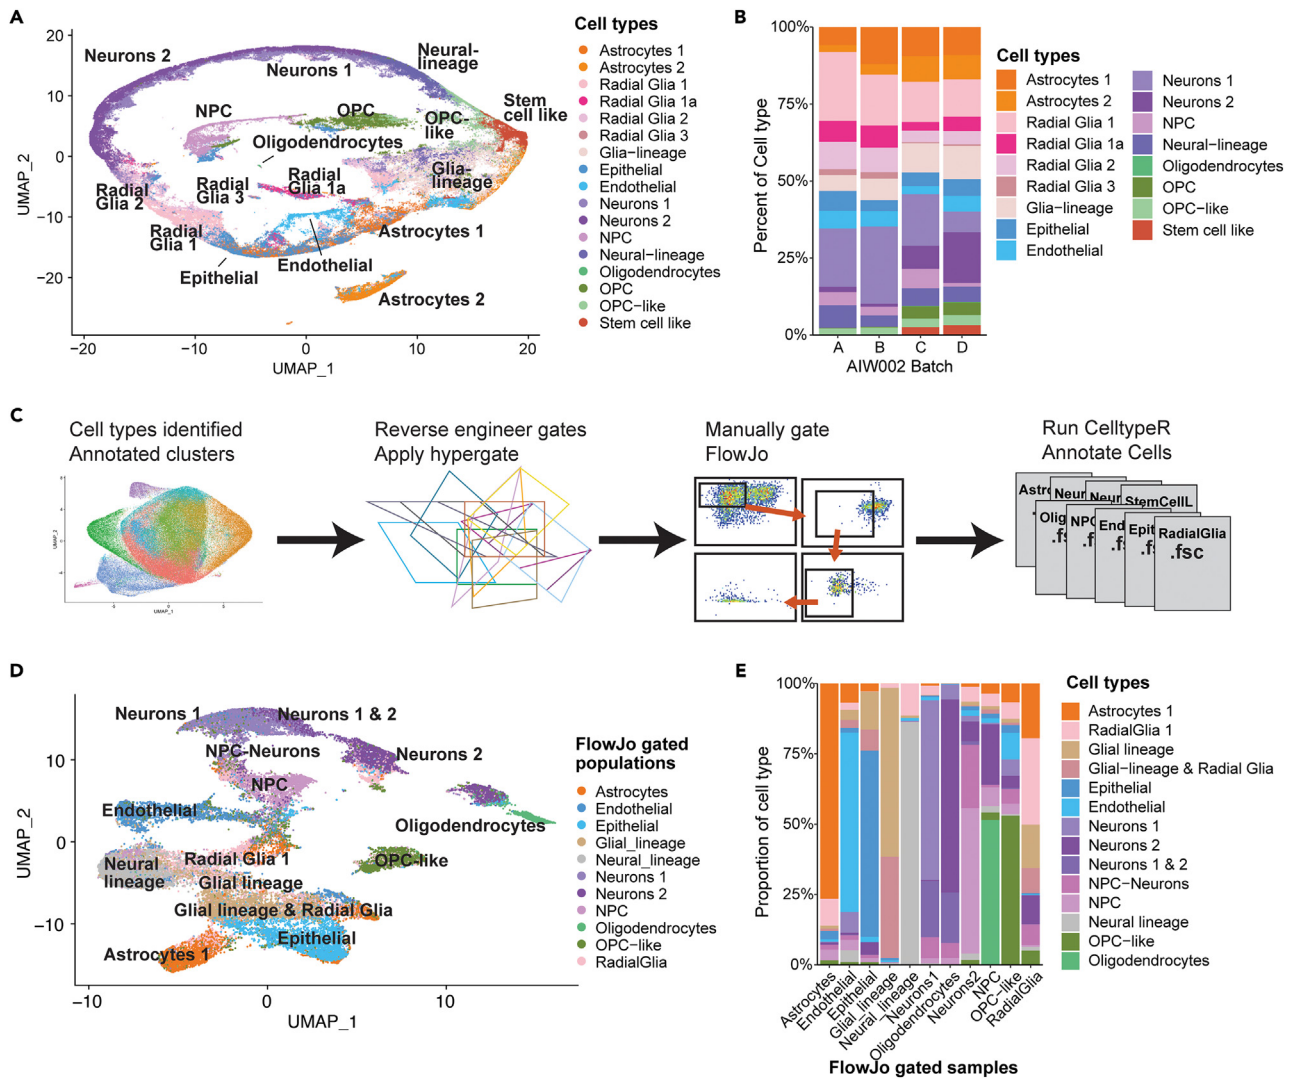 A
20
10
0
−10
−20
UMAP_2
−20
−10
0
10
20
UMAP_1
Neurons 2
Neurons 1
Neural-
lineage
Stem
cell like
NPC
OPC
OPC-
like
Oligodendrocytes
Radial
Glia 2
Radial
Glia 3
Radial
Glia 1a
Glia-
lineage
Radial
Glia 1
Astrocytes 1
Epithelial
Endothelial
Astrocytes 2
Cell types
Astrocytes 1
Astrocytes 2
Radial Glia 1
Radial Glia 1a
Radial Glia 2
Radial Glia 3
Glia−lineage
Epithelial
Endothelial
Neurons 1
Neurons 2
NPC
Neural−lineage
Oligodendrocytes
OPC
OPC−like
Stem cell like
B
100%
75%
50%
25%
0%
Percent of Cell type
A B C D
AIW002 Batch
Cell types
Astrocytes 1
Astrocytes 2
Radial Glia 1
Radial Glia 1a
Radial Glia 2
Radial Glia 3
Glia−lineage
Epithelial
Endothelial
Neurons 1
Neurons 2
NPC
Neural−lineage
Oligodendrocytes
OPC
OPC−like
Stem cell like
C
Cell types identified
Annotated clusters
UMAP_2
UMAP_1
Reverse engineer gates
Apply hypergate
Manually gate
FlowJo
Run CelltypeR
Annotate Cells
Astro
Neur
Neur
StemCellL
Olig
.f
NPC
.f
End
.fs
Epit
.fs
RadialGlia
.fsc
D
10
0
−10
UMAP_2
−10
0
10
UMAP_1
Neurons 1
Neurons 1 & 2
NPC-Neurons
Neurons 2
NPC
Endothelial
Oligodendrocytes
Neural
lineage
Radial Glia 1
OPC-like
Glial lineage
Glial lineage & Radial Glia
Epithelial
Astrocytes 1
FlowJo gated
populations
Astrocytes
Endothelial
Epithelial
Glial_lineage
Neural_lineage
Neurons 1
Neurons 2
NPC
Oligodendrocytes
OPC−like
RadialGlia
E
100%
75%
50%
25%
0%
Proportion of cell type
Astrocytes
Endothelial
Epithelial
Glial_lineage
Neural_lineage
Neurons1
Oligodendrocytes
Neurons2
NPC
OPC−like
RadialGlia
FlowJo gated samples
Cell types
Astrocytes 1
RadialGlia 1
Glial lineage
Glial−lineage & Radial Glia
Epithelial
Endothelial
Neurons 1
Neurons 2
Neurons 1 & 2
NPC−Neurons
NPC
Neural lineage
OPC−like
Oligodendrocytes